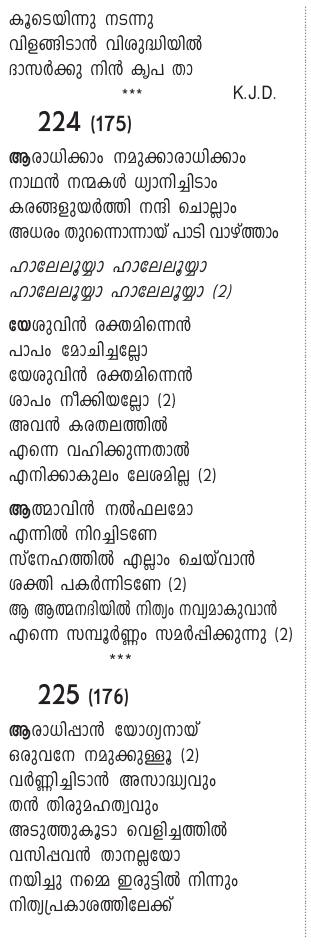 കൂടെയിന്നു നടന്നു
വിളങ്ങിടാൻ വിശുദ്ധിയിൽ
ദാസർക്കു നിൻ കൃപ താ
*** K.J.D.
224 (175)
ആരാധിക്കാം നമുക്കാരാധിക്കാം
നാഥൻ നന്മകൾ ധ്യാനിച്ചിടാം
കരങ്ങളുയർത്തി നന്ദി ചൊല്ലാം
അധരം തുറന്നൊന്നായ് പാടി വാഴ്ത്താം
ഹാലേലൂയ്യാ ഹാലേലൂയ്യാ
ഹാലേലൂയ്യാ ഹാലേലൂയ്യാ (2)
യേശുവിൻ രക്തമിന്നെൻ
പാപം മോചിച്ചല്ലോ
യേശുവിൻ രക്തമിന്നെൻ
ശാപം നീക്കിയല്ലോ (2)
അവൻ കരതലത്തിൽ
എന്നെ വഹിക്കുന്നതാൽ
എനിക്കാകുലം ലേശമില്ല (2)
ആത്മാവിൻ നൽഫലമോ
എന്നിൽ നിറച്ചിടണേ
സ്നേഹത്തിൽ എല്ലാം ചെയ്‌വാൻ
ശക്തി പകർന്നിടണേ (2)
ആ ആത്മനദിയിൽ നിത്യം നവ്യമാകുവാൻ
എന്നെ സമ്പൂർണ്ണം സമർപ്പിക്കുന്നു (2)
***
225 (176)
ആരാധിപ്പാൻ യോഗ്യനായ്
ഒരുവനേ നമുക്കുള്ളൂ (2)
വർണ്ണിച്ചിടാൻ അസാദ്ധ്യവും
തൻ തിരുമഹത്വവും
അടുത്തുകൂടാ വെളിച്ചത്തിൽ
വസിപ്പവൻ താനല്ലയോ
നയിച്ചു നമ്മെ ഇരുട്ടിൽ നിന്നും
നിത്യപ്രകാശത്തിലേക്ക്